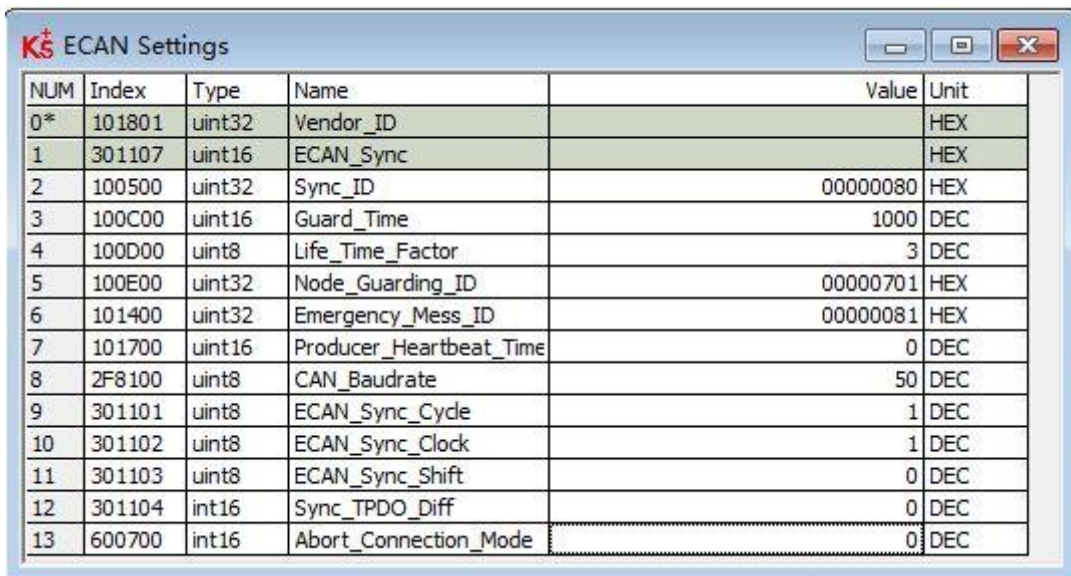 K5+ ECAN Settings
NUM Index Type Name Value Unit
0* 101801 uint32 Vendor_ID HEX
1 301107 uint16 ECAN_Sync HEX
2 100500 uint32 Sync_ID 00000080 HEX
3 100C00 uint16 Guard_Time 1000 DEC
4 100D00 uint8 Life_Time_Factor 3 DEC
5 100E00 uint32 Node_Guarding_ID 00000701 HEX
6 101400 uint32 Emergency_Mess_ID 00000081 HEX
7 101700 uint16 Producer_Heartbeat_Time 0 DEC
8 2F8100 uint8 CAN_Baudrate 50 DEC
9 301101 uint8 ECAN_Sync_Cycle 1 DEC
10 301102 uint8 ECAN_Sync_Clock 1 DEC
11 301103 uint8 ECAN_Sync_Shift 0 DEC
12 301104 int16 Sync_TPDO_Diff 0 DEC
13 600700 int16 Abort_Connection_Mode 0 DEC